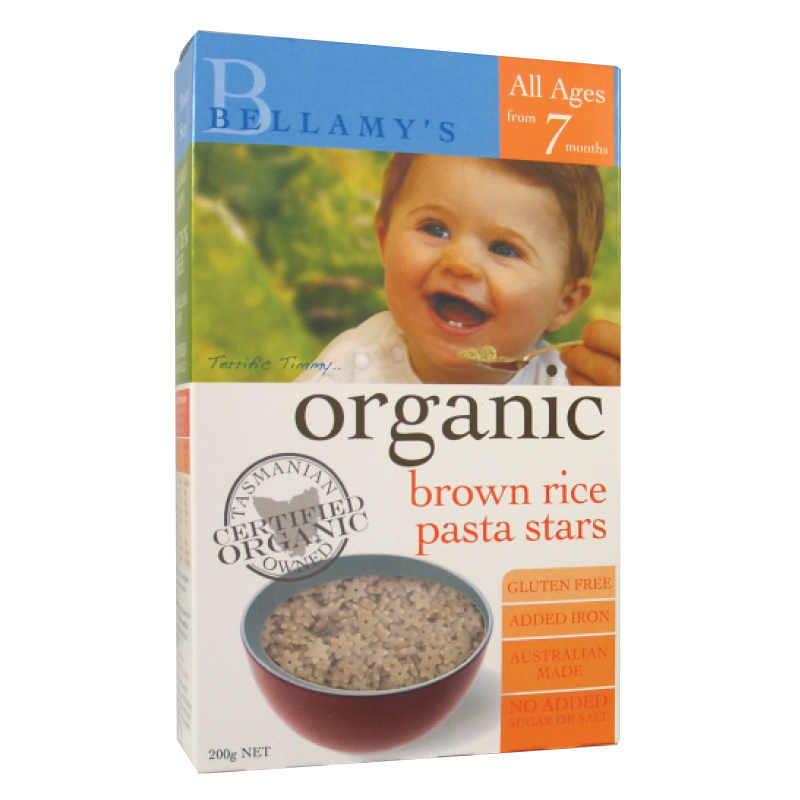 BELLAMY'S
All Ages
from 7 months
Terrific Timmy..
organic
brown rice
pasta stars
TASMANIAN
CERTIFIED
ORGANIC
OWNED
GLUTEN FREE
ADDED IRON
AUSTRALIAN
MADE
NO ADDED
SUGAR OR SALT
200g NET